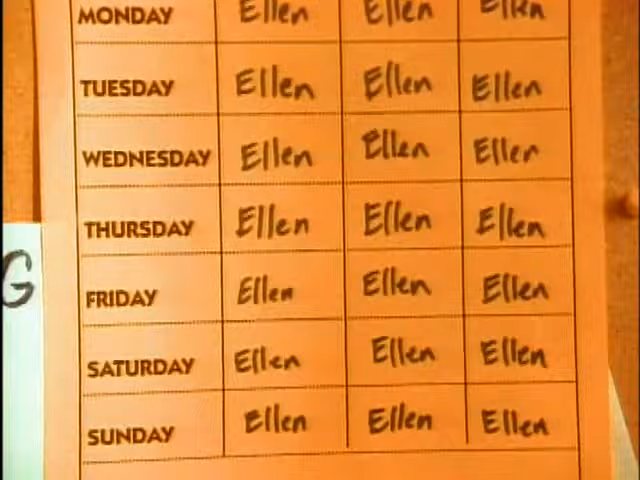 MONDAY Ellen Ellen Ellen
TUESDAY Ellen Ellen Ellen
WEDNESDAY Ellen Ellen Ellen
THURSDAY Ellen Ellen Ellen
G
FRIDAY Ellen Ellen Ellen
SATURDAY Ellen Ellen Ellen
SUNDAY Ellen Ellen Ellen